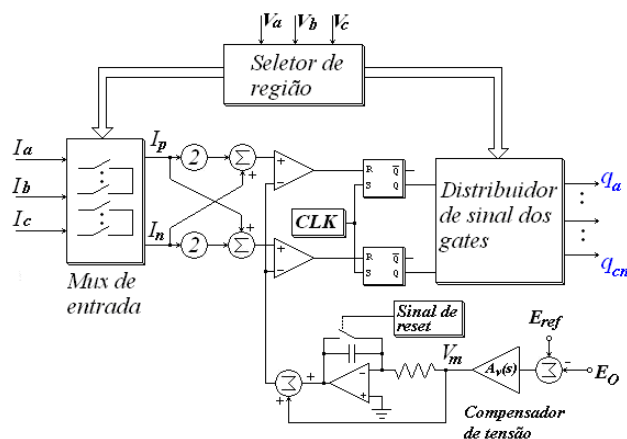 Va Vb Vc
Seletor de
região
Ia
Ib
Ic
Ip
In
Mux de
entrada
2
Σ
+
+
2
Σ
+
+
+
−
+
−
CLK
R Q
S Q
R Q
S Q
Distribuidor
de sinal dos
gates
qa
qcn
Sinal de
reset
Vm
Eref
EO
Av(s)
Σ
-
Compensador
de tensão
Σ
+
+
-
+